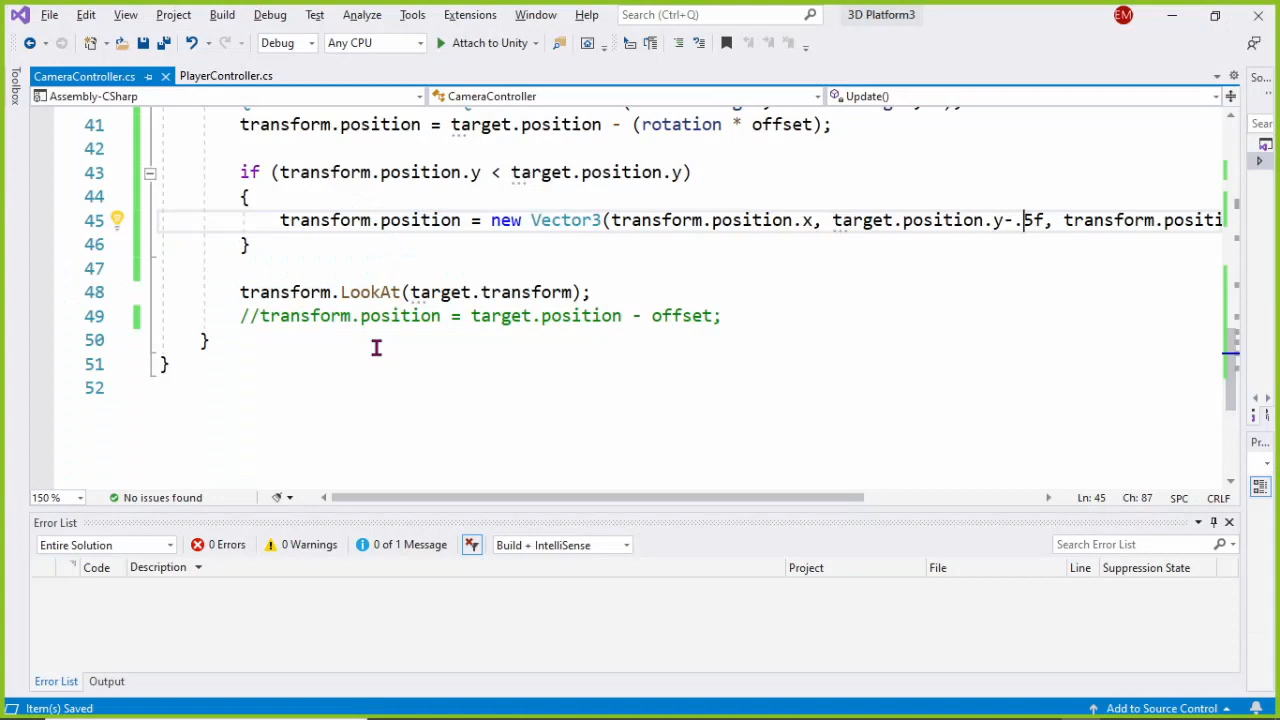 File Edit View Project Build Debug Test Analyze Tools Extensions Window Help Search (Ctrl+Q) 3D Platform3 EM
Debug Any CPU Attach to Unity
CameraController.cs PlayerController.cs So...
Toolbox
Assembly-CSharp CameraController Update()
41 transform.position = target.position - (rotation * offset);
Sear
42
43 if (transform.position.y < target.position.y)
44 {
45 transform.position = new Vector3(transform.position.x, target.position.y-.5f, transform.positi
46 }
47
48 transform.LookAt(target.transform);
49 //transform.position = target.position - offset;
50 }
51 }
52
Pr...
150 % No issues found Ln: 45 Ch: 87 SPC CRLF
Error List
Entire Solution 0 Errors 0 Warnings 0 of 1 Message Build + IntelliSense Search Error List
Code Description Project File Line Suppression State
Error List Output
Item(s) Saved Add to Source Control